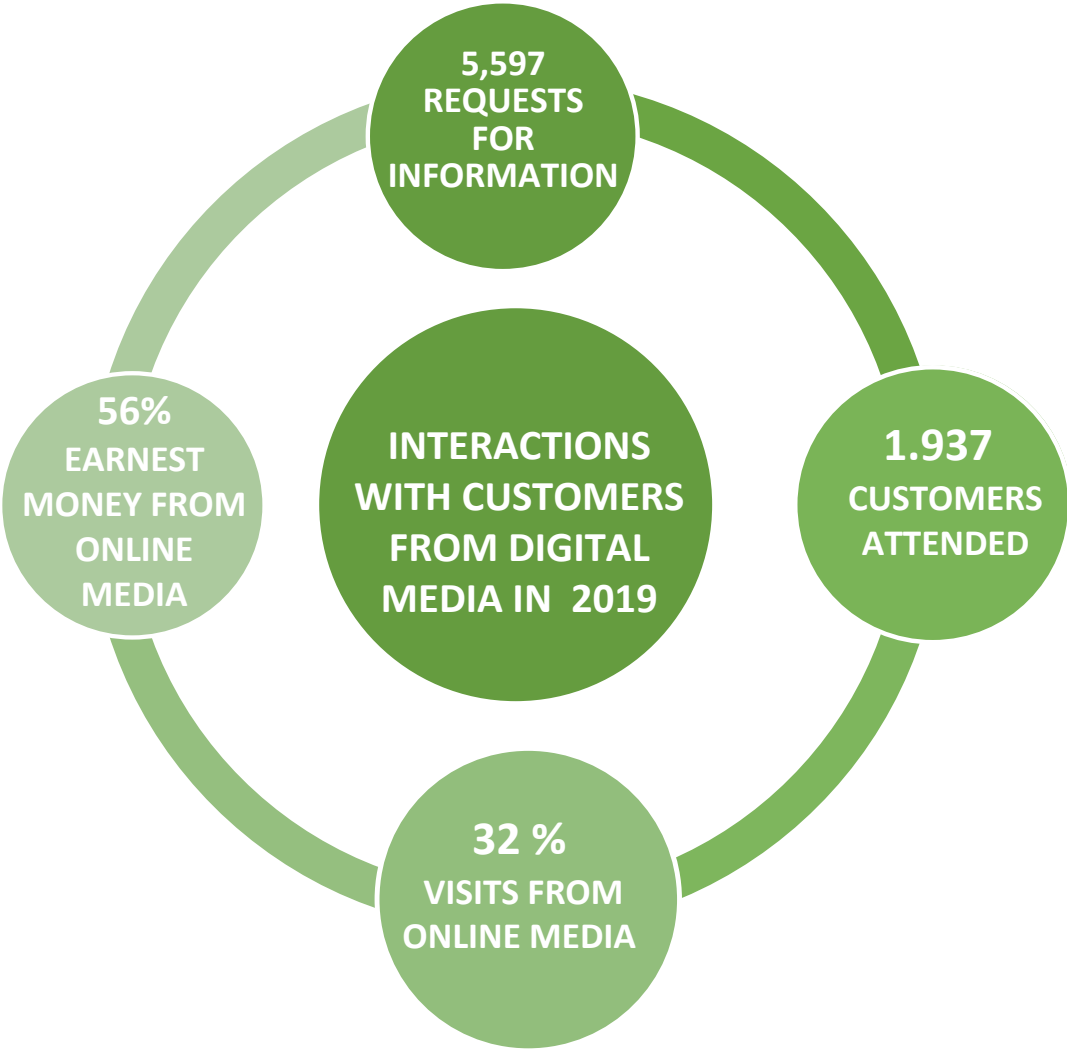 5,597
REQUESTS
FOR
INFORMATION
56%
EARNEST
MONEY FROM
ONLINE
MEDIA
INTERACTIONS
WITH CUSTOMERS
FROM DIGITAL
MEDIA IN 2019
1.937
CUSTOMERS
ATTENDED
32 %
VISITS FROM
ONLINE MEDIA